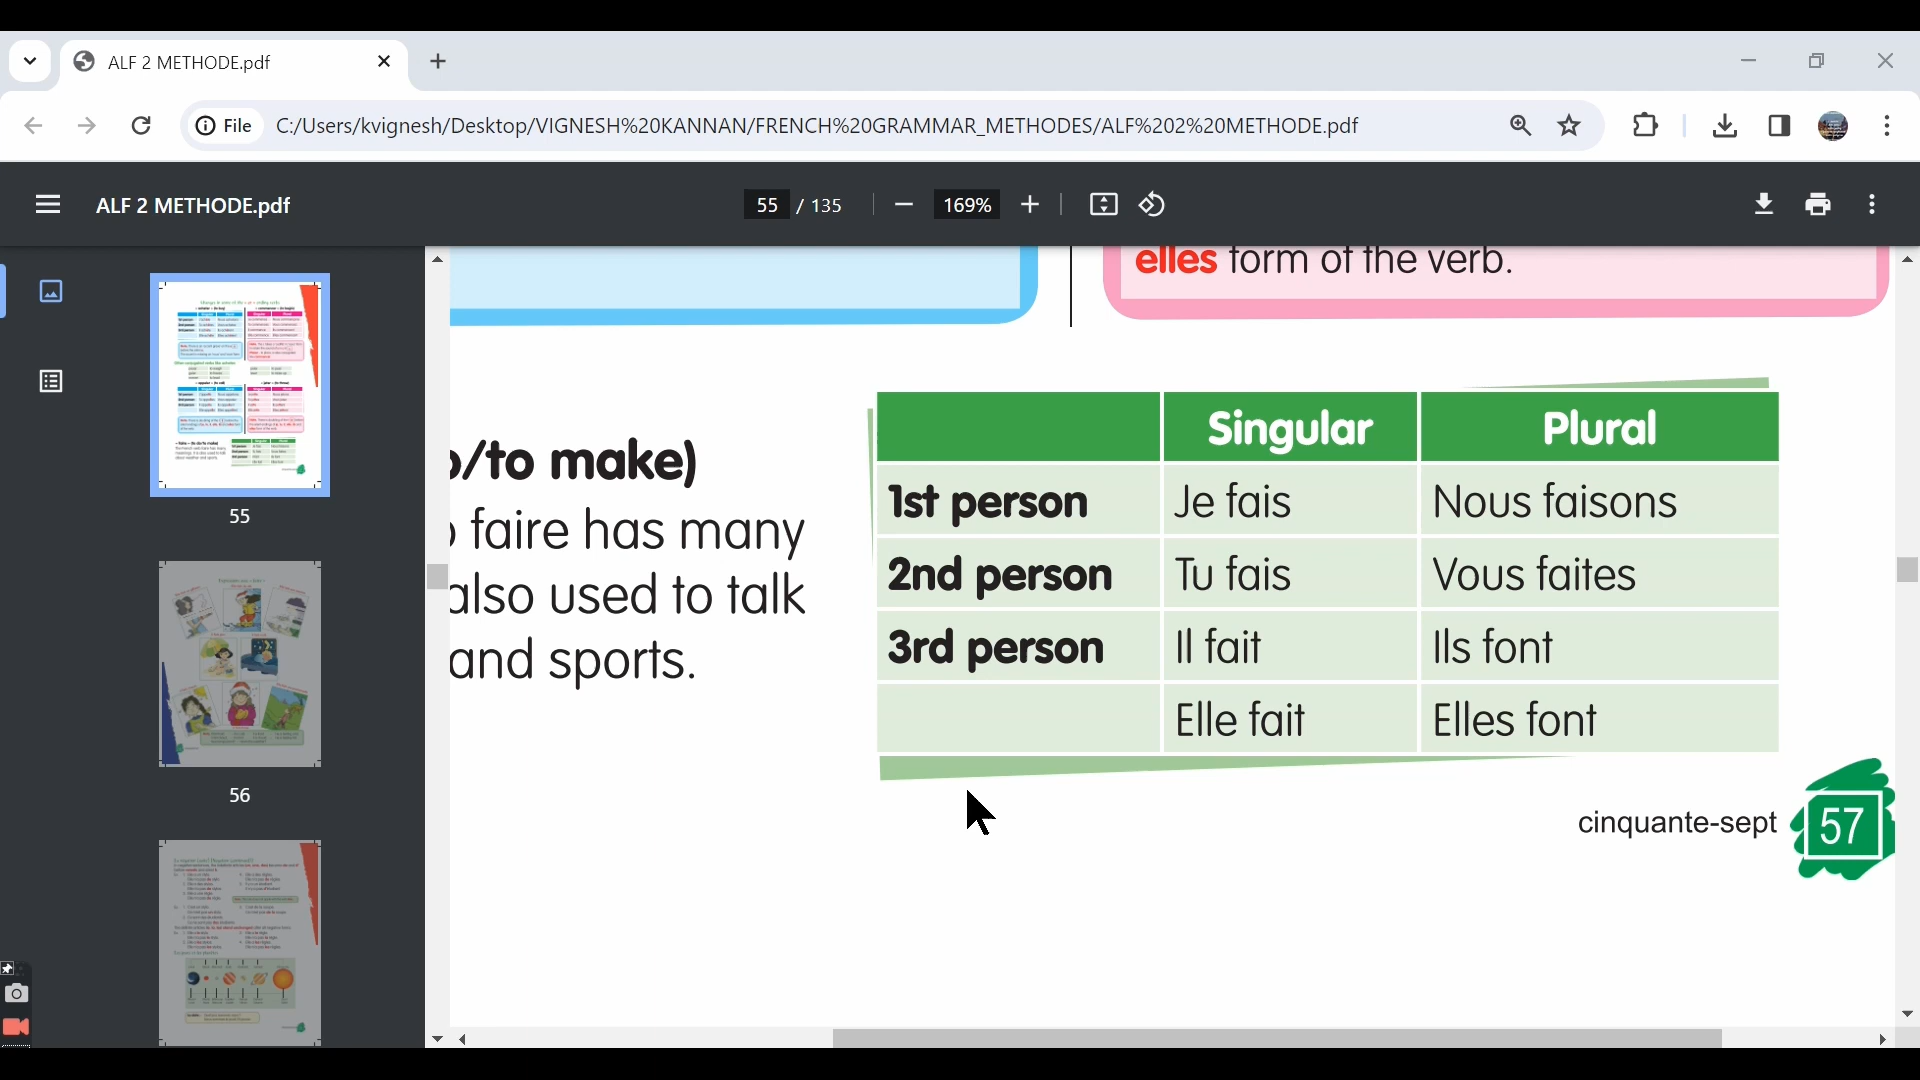 ALF 2 METHODE.pdf
File C:/Users/kvignesh/Desktop/VIGNESH%20KANNAN/FRENCH%20GRAMMAR_METHODES/ALF%202%20METHODE.pdf
ALF 2 METHODE.pdf 55 / 135 169%
elles form of the verb.
o/to make)
faire has many
also used to talk
and sports.
Singular Plural
1st person Je fais Nous faisons
2nd person Tu fais Vous faites
3rd person Il fait Ils font
Elle fait Elles font
cinquante-sept 57
55
56